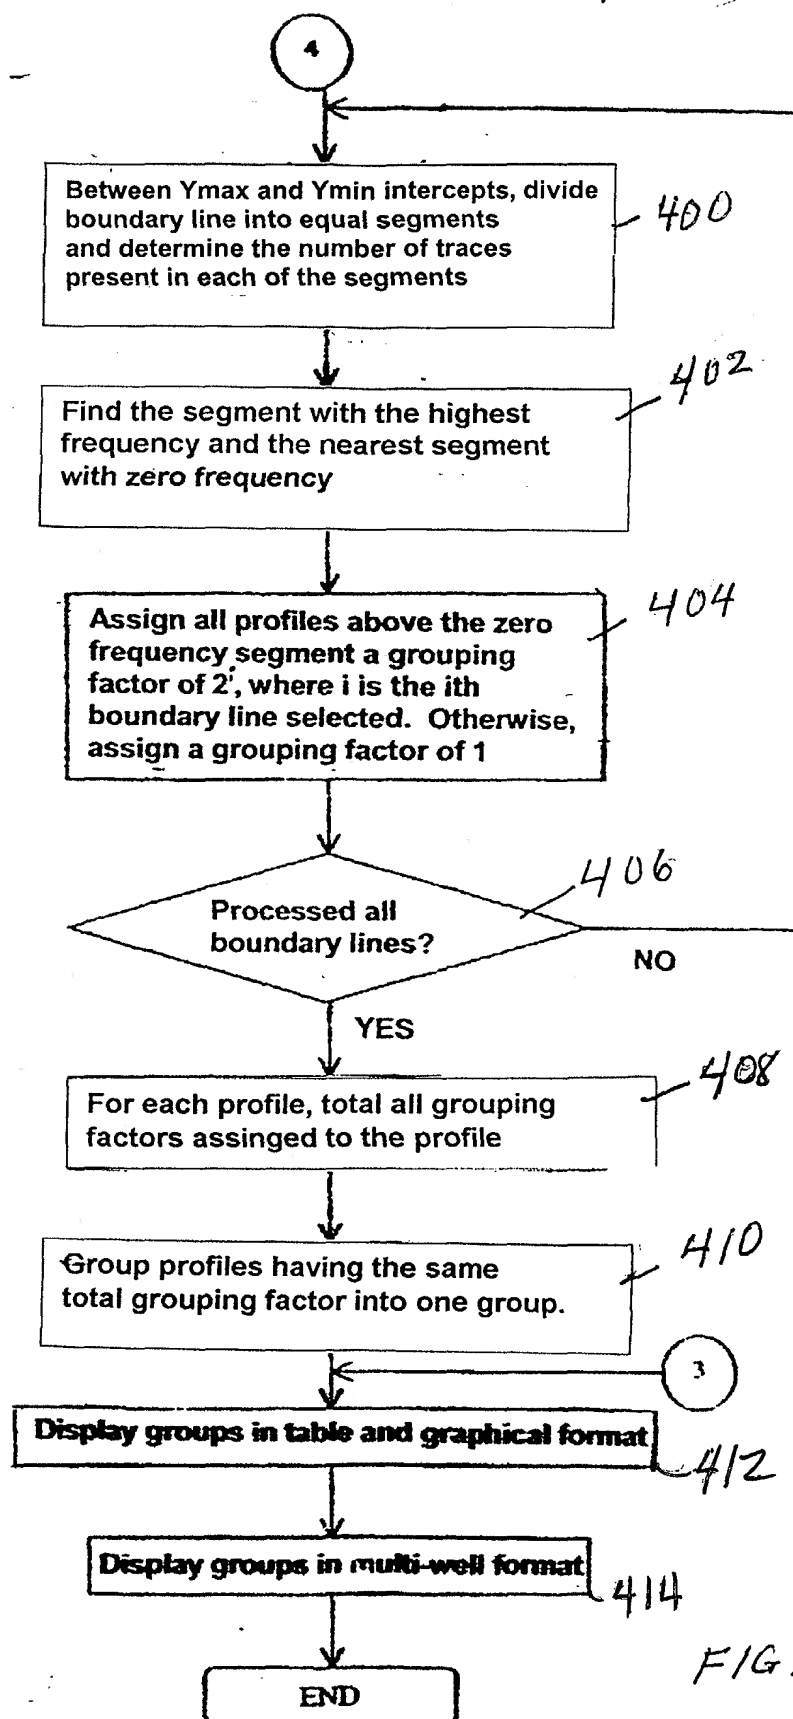 4
Between Ymax and Ymin intercepts, divide
boundary line into equal segments
and determine the number of traces
present in each of the segments
400
Find the segment with the highest
frequency and the nearest segment
with zero frequency
402
Assign all profiles above the zero
frequency segment a grouping
factor of 2^i, where i is the ith
boundary line selected. Otherwise,
assign a grouping factor of 1
404
Processed all
boundary lines?
406
NO
YES
For each profile, total all grouping
factors assinged to the profile
408
Group profiles having the same
total grouping factor into one group.
410
3
Display groups in table and graphical format
412
Display groups in multi-well format
414
END
FIG.